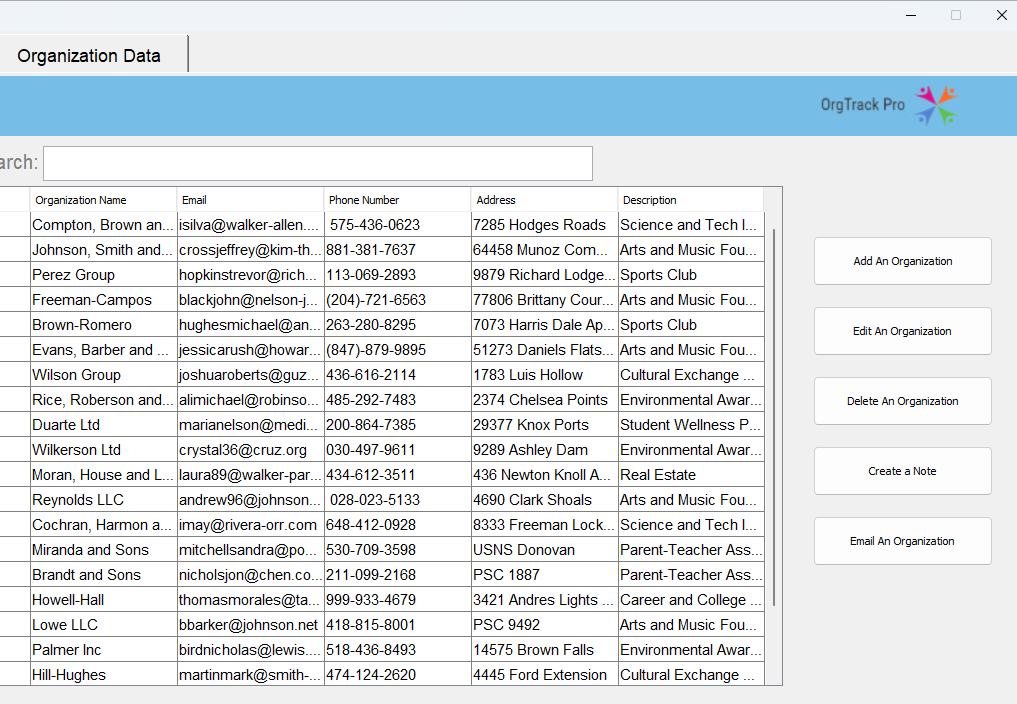 Organization Data
OrgTrack Pro
arch:
Organization Name Email Phone Number Address Description
Compton, Brown an... isilva@walker-allen.... 575-436-0623 7285 Hodges Roads Science and Tech I...
Johnson, Smith and... crossjeffrey@kim-th... 881-381-7637 64458 Munoz Com... Arts and Music Fou...
Perez Group hopkinstrevor@rich... 113-069-2893 9879 Richard Lodge... Sports Club
Freeman-Campos blackjohn@nelson-j... (204)-721-6563 77806 Brittany Cour... Arts and Music Fou...
Brown-Romero hughesmichael@an... 263-280-8295 7073 Harris Dale Ap... Sports Club
Evans, Barber and ... jessicarush@howar... (847)-879-9895 51273 Daniels Flats... Arts and Music Fou...
Wilson Group joshuaroberts@guz... 436-616-2114 1783 Luis Hollow Cultural Exchange ...
Rice, Roberson and... alimichael@robinso... 485-292-7483 2374 Chelsea Points Environmental Awar...
Duarte Ltd marianelson@medi... 200-864-7385 29377 Knox Ports Student Wellness P...
Wilkerson Ltd crystal36@cruz.org 030-497-9611 9289 Ashley Dam Environmental Awar...
Moran, House and L... laura89@walker-par... 434-612-3511 436 Newton Knoll A... Real Estate
Reynolds LLC andrew96@johnson... 028-023-5133 4690 Clark Shoals Arts and Music Fou...
Cochran, Harmon a... imay@rivera-orr.com 648-412-0928 8333 Freeman Lock... Science and Tech I...
Miranda and Sons mitchellsandra@po... 530-709-3598 USNS Donovan Parent-Teacher Ass...
Brandt and Sons nicholsjon@chen.co... 211-099-2168 PSC 1887 Parent-Teacher Ass...
Howell-Hall thomasmorales@ta... 999-933-4679 3421 Andres Lights ... Career and College ...
Lowe LLC bbarker@johnson.net 418-815-8001 PSC 9492 Arts and Music Fou...
Palmer Inc birdnicholas@lewis.... 518-436-8493 14575 Brown Falls Environmental Awar...
Hill-Hughes martinmark@smith-... 474-124-2620 4445 Ford Extension Cultural Exchange ...
Add An Organization
Edit An Organization
Delete An Organization
Create a Note
Email An Organization